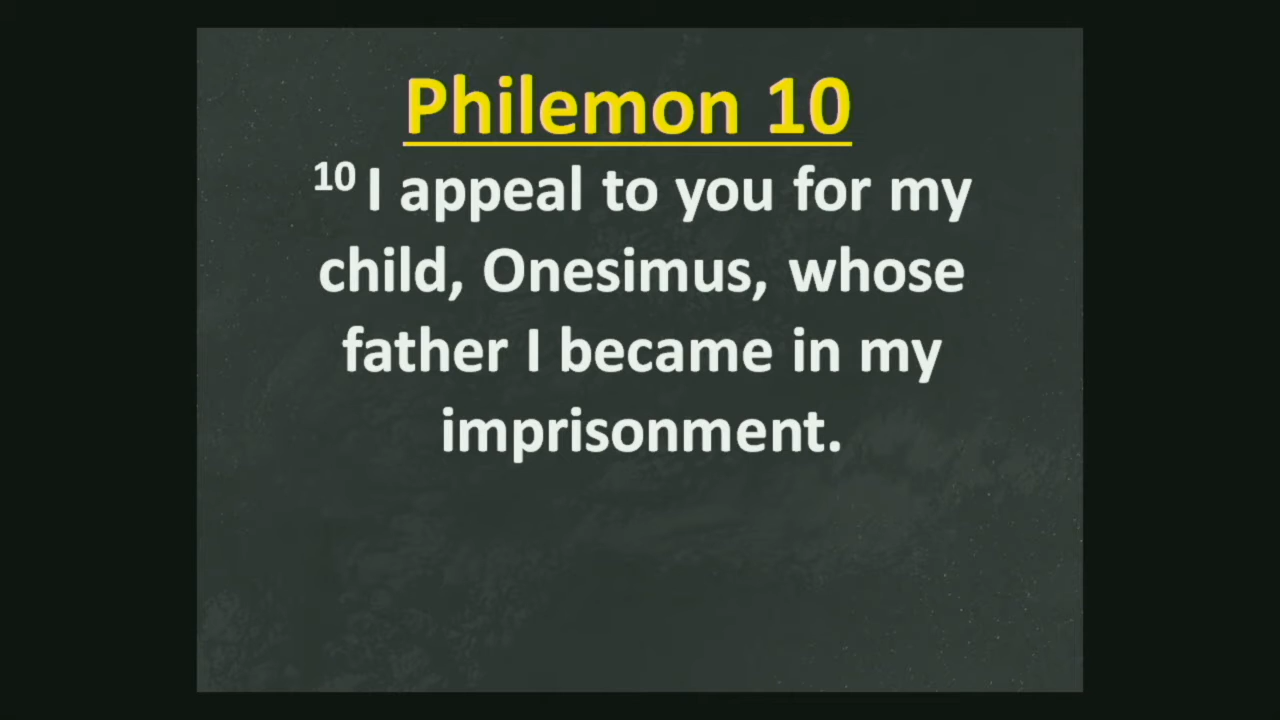 Philemon 10
10 I appeal to you for my
child, Onesimus, whose
father I became in my
imprisonment.